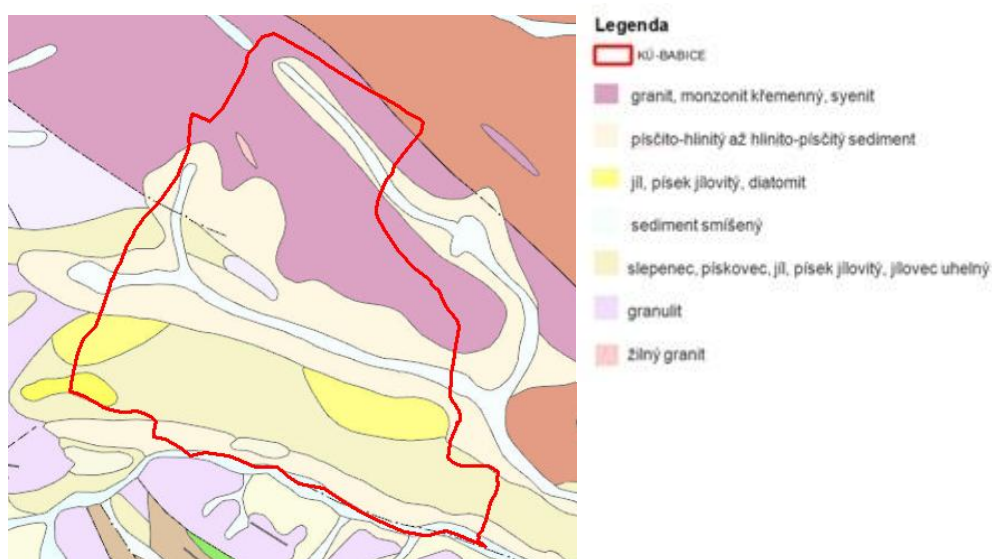 Legenda
KÚ-BABICE
granit, monzonit křemenný, syenit
písčito-hlinitý až hlinito-písčitý sediment
jíl, písek jílovitý, diatomit
sediment smíšený
slepenec, pískovec, jíl, písek jílovitý, jílovec uhelný
granulit
žilný granit